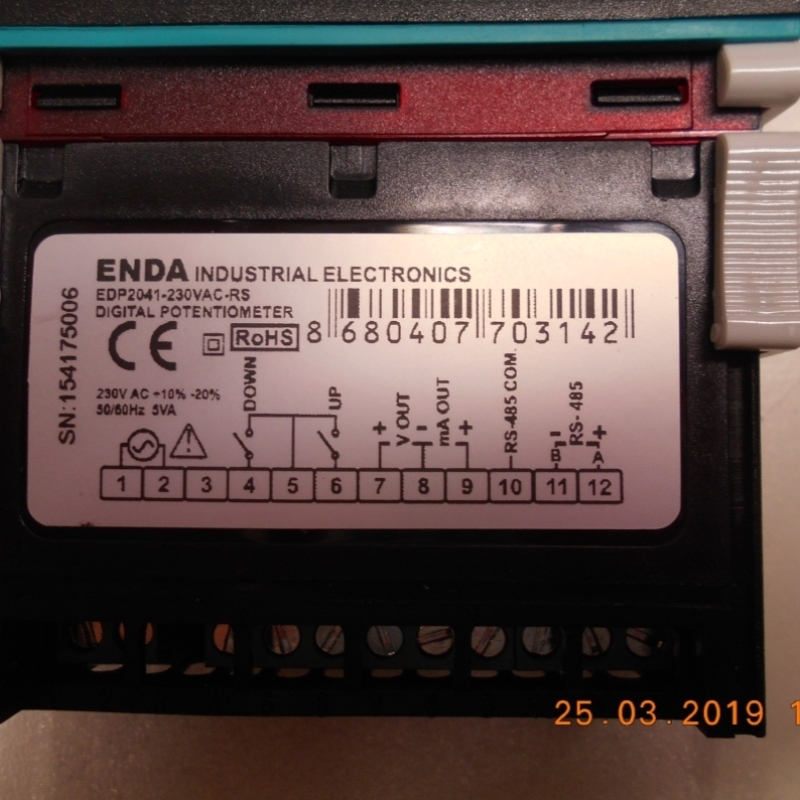 ENDA INDUSTRIAL ELECTRONICS
EDP2041-230VAC-RS
DIGITAL POTENTIOMETER
SN:154175006
CE
RoHS
8 680407 703142
230V AC +10% -20%
50/60Hz 5VA
DOWN
UP
+ V OUT - mA OUT +
RS-485 COM.
RS-485
- +
B A
1 2 3 4 5 6 7 8 9 10 11 12
25.03.2019 1